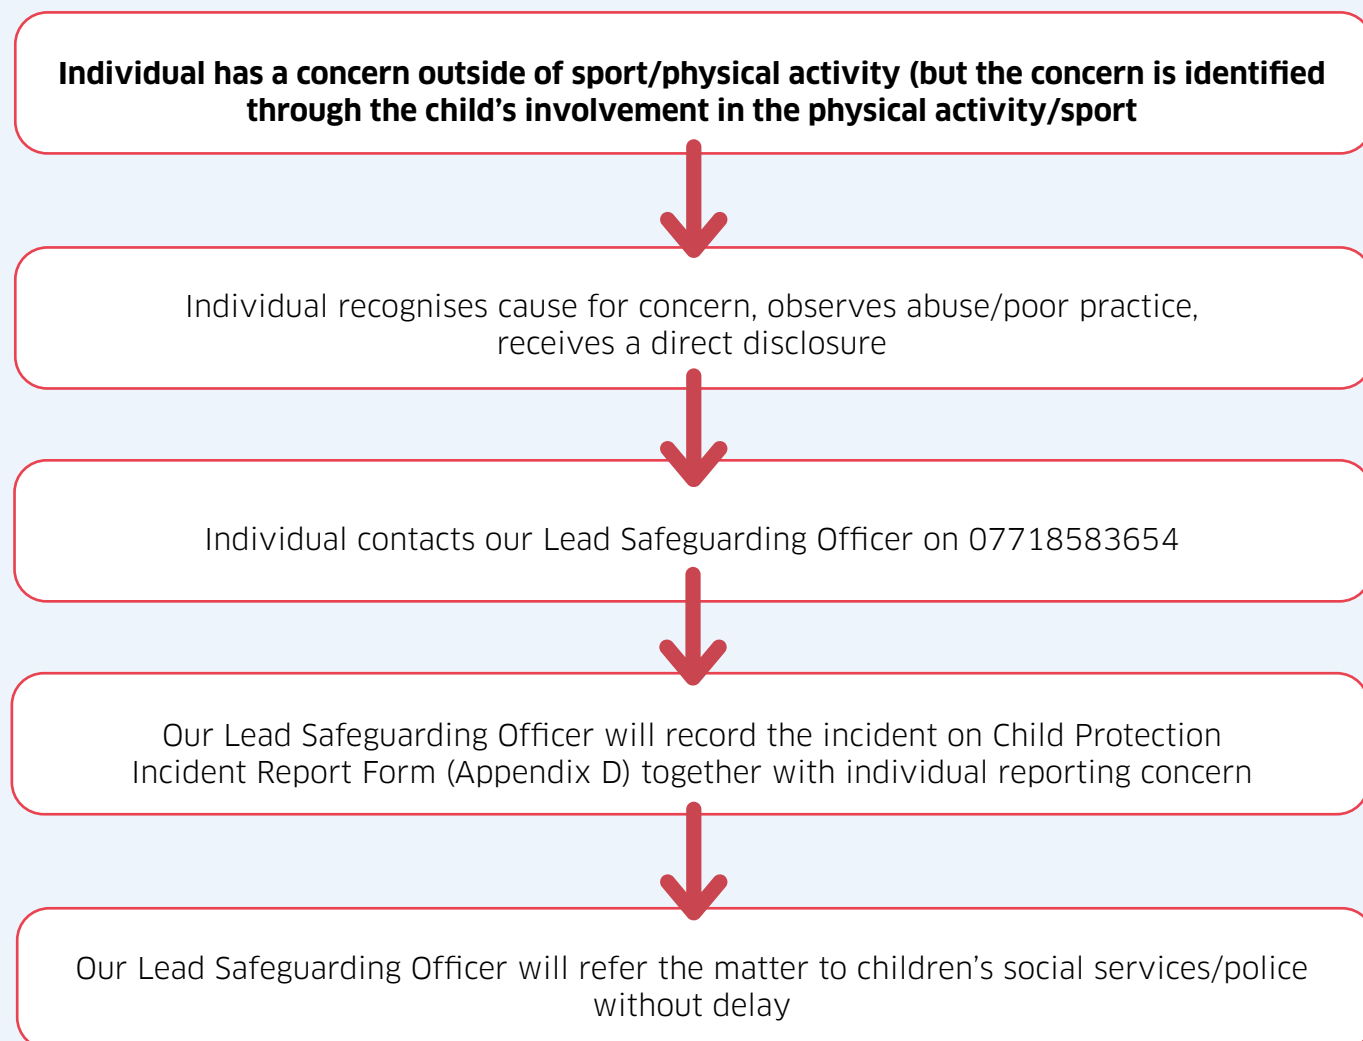 Individual has a concern outside of sport/physical activity (but the concern is identified
through the child’s involvement in the physical activity/sport
Individual recognises cause for concern, observes abuse/poor practice,
receives a direct disclosure
Individual contacts our Lead Safeguarding Officer on 07718583654
Our Lead Safeguarding Officer will record the incident on Child Protection
Incident Report Form (Appendix D) together with individual reporting concern
Our Lead Safeguarding Officer will refer the matter to children’s social services/police
without delay